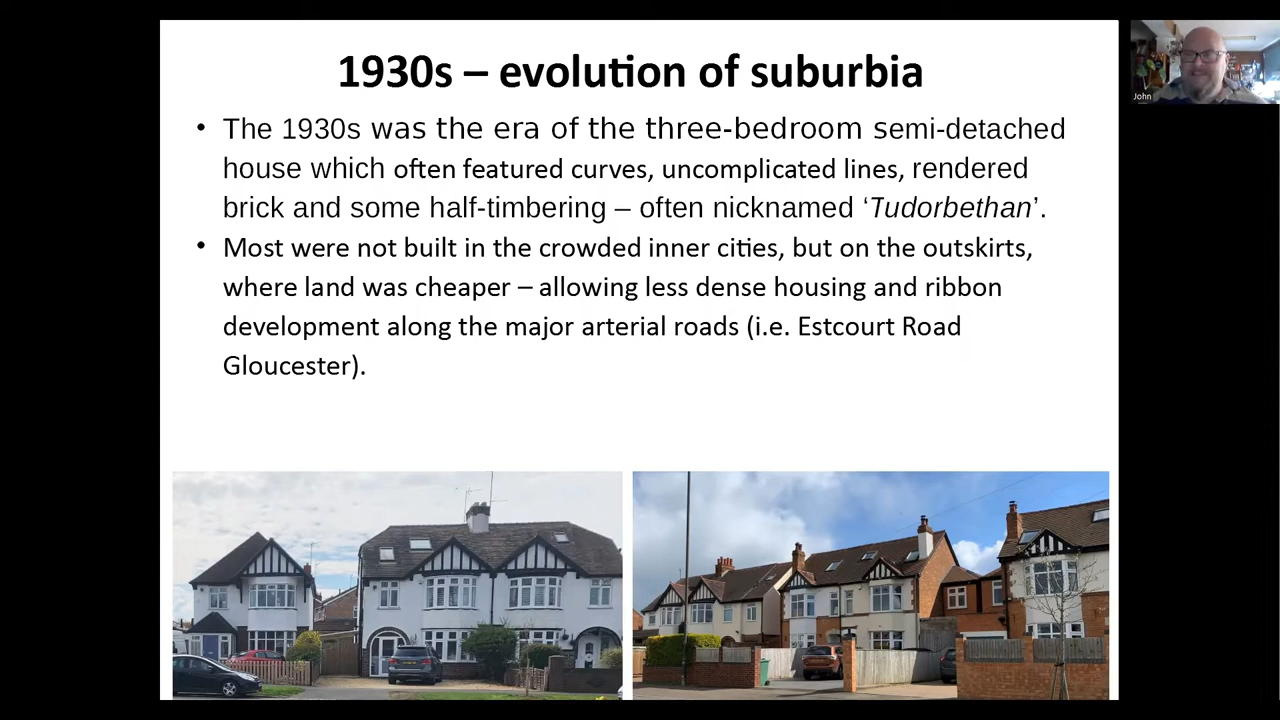 1930s – evolution of suburbia
• The 1930s was the era of the three-bedroom semi-detached
house which often featured curves, uncomplicated lines, rendered
brick and some half-timbering – often nicknamed ‘Tudorbethan’.
• Most were not built in the crowded inner cities, but on the outskirts,
where land was cheaper – allowing less dense housing and ribbon
development along the major arterial roads (i.e. Estcourt Road
Gloucester).
John